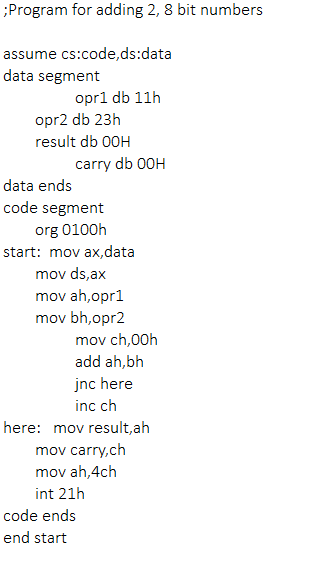 ;Program for adding 2, 8 bit numbers
assume cs:code,ds:data
data segment
opr1 db 11h
opr2 db 23h
result db 00H
carry db 00H
data ends
code segment
org 0100h
start: mov ax,data
mov ds,ax
mov ah,opr1
mov bh,opr2
mov ch,00h
add ah,bh
jnc here
inc ch
here: mov result,ah
mov carry,ch
mov ah,4ch
int 21h
code ends
end start